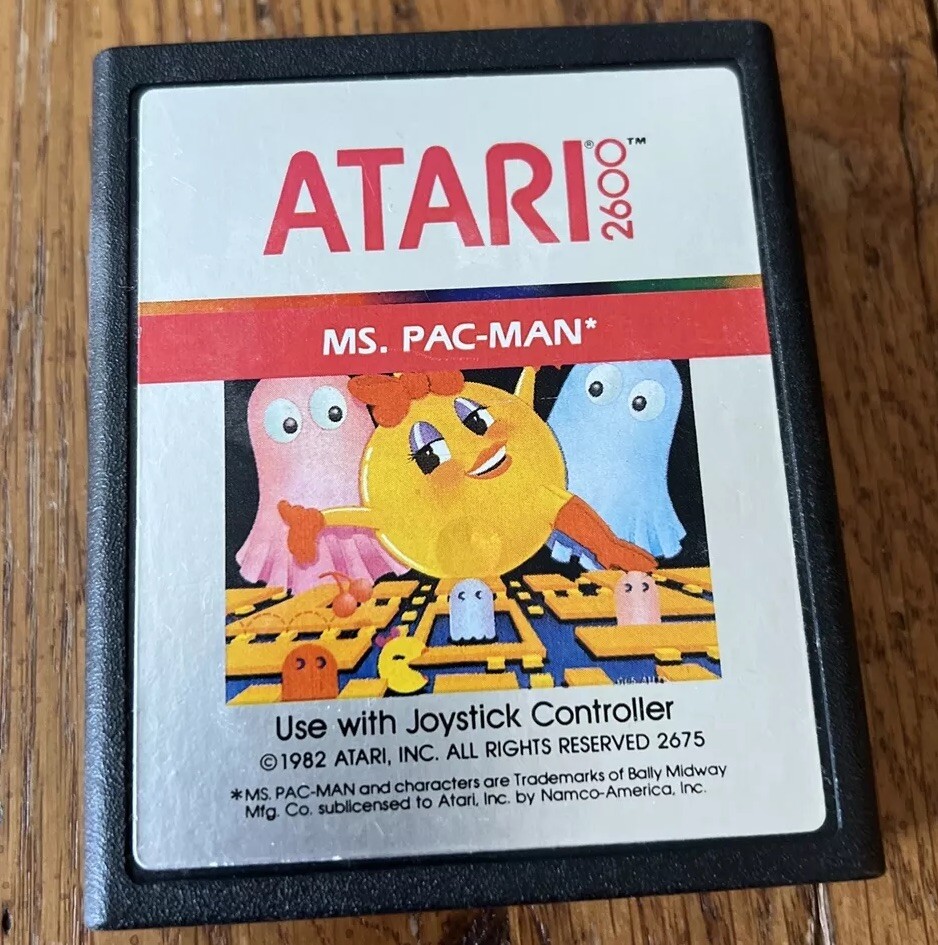 ATARI® 2600™
MS. PAC-MAN*
Use with Joystick Controller
©1982 ATARI, INC. ALL RIGHTS RESERVED 2675
*MS. PAC-MAN and characters are Trademarks of Bally Midway
Mfg. Co. sublicensed to Atari, Inc. by Namco-America, Inc.